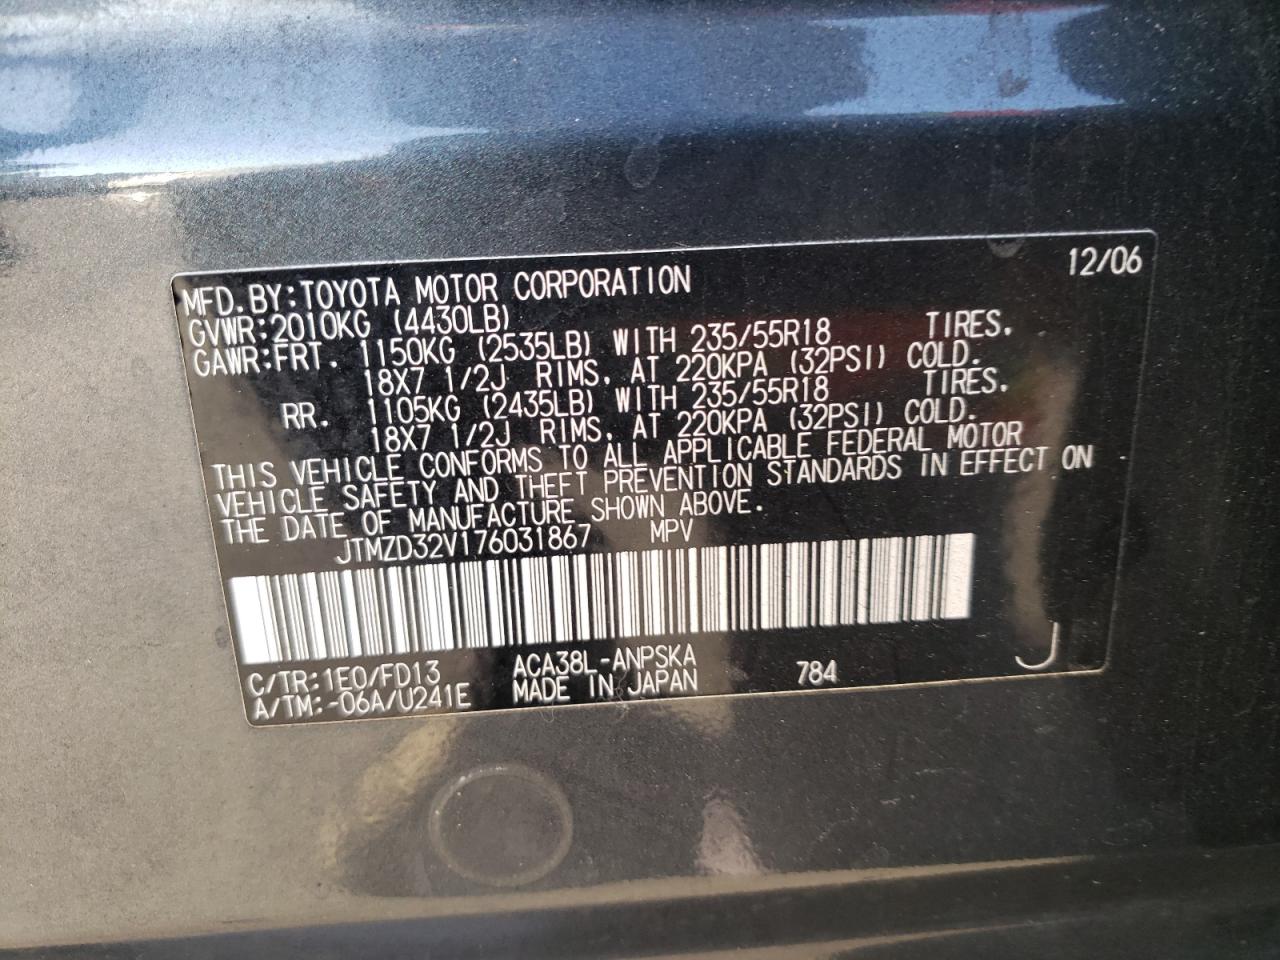 12/06
MFD.BY:TOYOTA MOTOR CORPORATION
GVWR:2010KG (4430LB)
GAWR:FRT. 1150KG (2535LB) WITH 235/55R18 TIRES.
18X7 1/2J RIMS, AT 220KPA (32PSI) COLD.
RR. 1105KG (2435LB) WITH 235/55R18 TIRES.
18X7 1/2J RIMS, AT 220KPA (32PSI) COLD.
THIS VEHICLE CONFORMS TO ALL APPLICABLE FEDERAL MOTOR
VEHICLE SAFETY AND THEFT PREVENTION STANDARDS IN EFFECT ON
THE DATE OF MANUFACTURE SHOWN ABOVE.
JTMZD32V176031867 MPV
C/TR:1E0/FD13 ACA38L-ANPSKA 784 J
A/TM:-06A/U241E MADE IN JAPAN